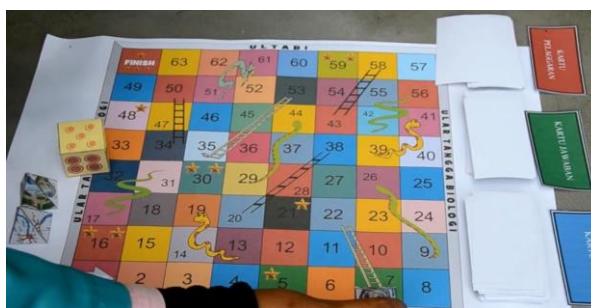 ULTABI
FINISH 63 62 61 60 59 58 57
49 50 51 52 53 54 55 56
48 47 46 45 44 43 42 41
33 34 35 36 37 38 39 40
32 31 30 29 28 27 26 25
17 18 19 20 21 22 23 24
16 15 14 13 12 11 10 9
2 3 4 5 6 7 8
ULAR TANGGA BIOLOGI
KARTU
PELANGGARAN
KARTU JAWABAN